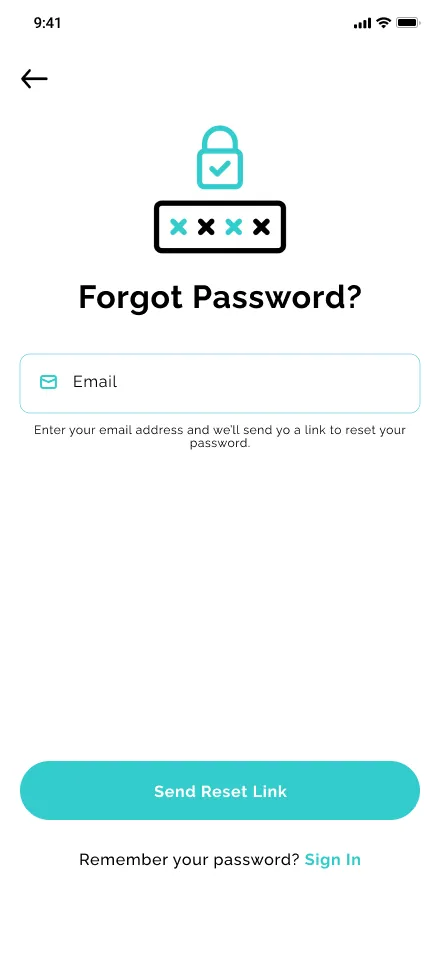 9:41
Forgot Password?
Email
Enter your email address and we'll send yo a link to reset your
password.
Send Reset Link
Remember your password? Sign In